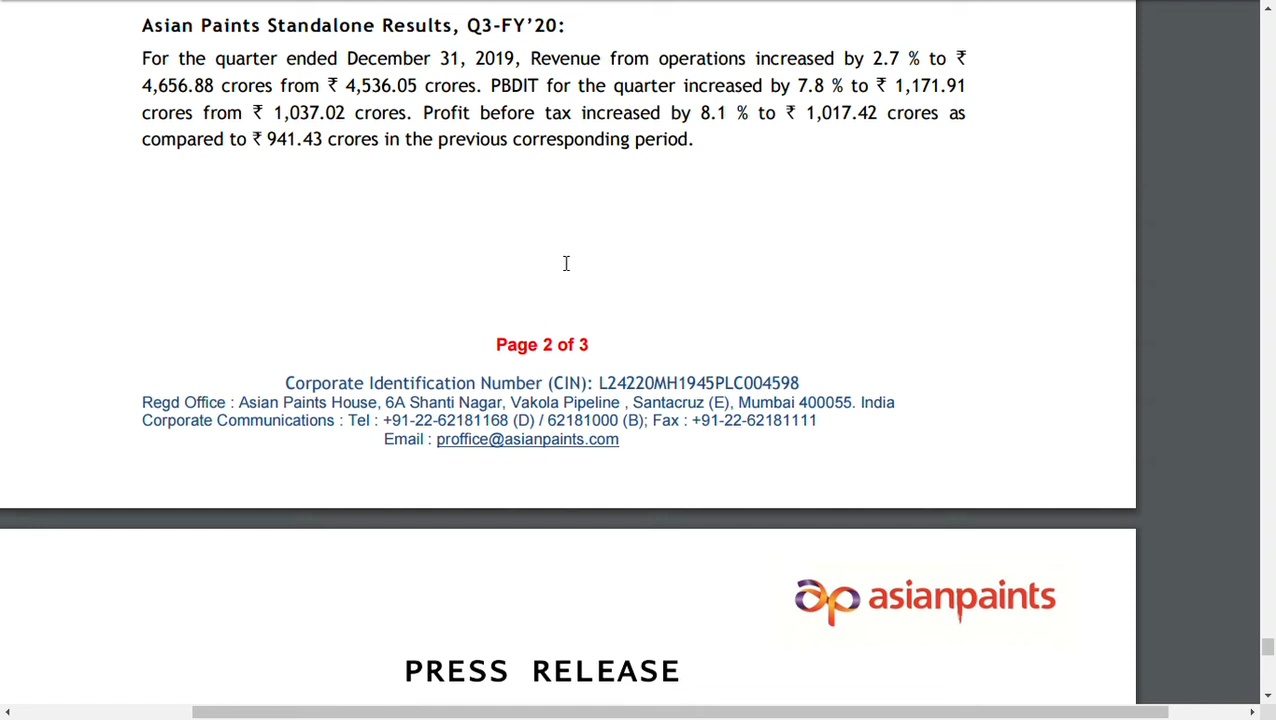 Asian Paints Standalone Results, Q3-FY’20:
For the quarter ended December 31, 2019, Revenue from operations increased by 2.7 % to ₹
4,656.88 crores from ₹ 4,536.05 crores. PBDIT for the quarter increased by 7.8 % to ₹ 1,171.91
crores from ₹ 1,037.02 crores. Profit before tax increased by 8.1 % to ₹ 1,017.42 crores as
compared to ₹ 941.43 crores in the previous corresponding period.
Page 2 of 3
Corporate Identification Number (CIN): L24220MH1945PLC004598
Regd Office : Asian Paints House, 6A Shanti Nagar, Vakola Pipeline , Santacruz (E), Mumbai 400055. India
Corporate Communications : Tel : +91-22-62181168 (D) / 62181000 (B); Fax : +91-22-62181111
Email : proffice@asianpaints.com
ap asianpaints
PRESS RELEASE